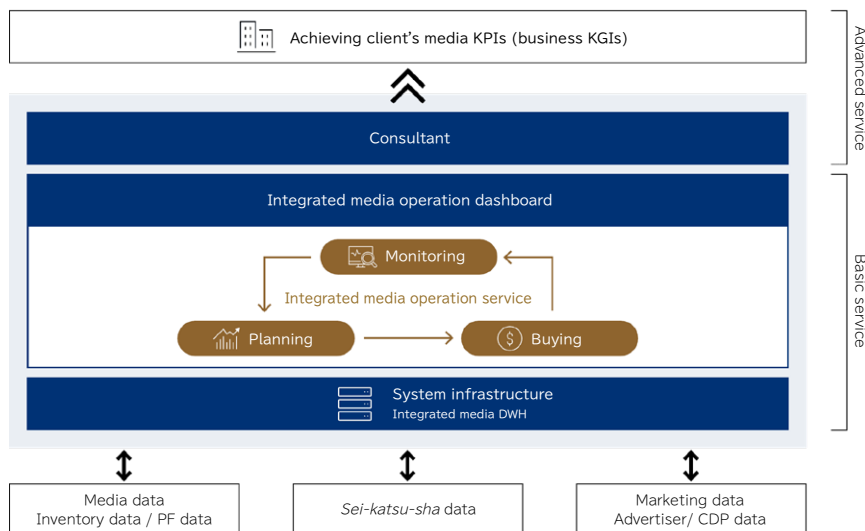 Achieving client's media KPIs (business KGIs)
Advanced service
Consultant
Integrated media operation dashboard
Monitoring
Integrated media operation service
Planning
Buying
Basic service
System infrastructure
Integrated media DWH
Media data
Inventory data / PF data
Sei-katsu-sha data
Marketing data
Advertiser/ CDP data